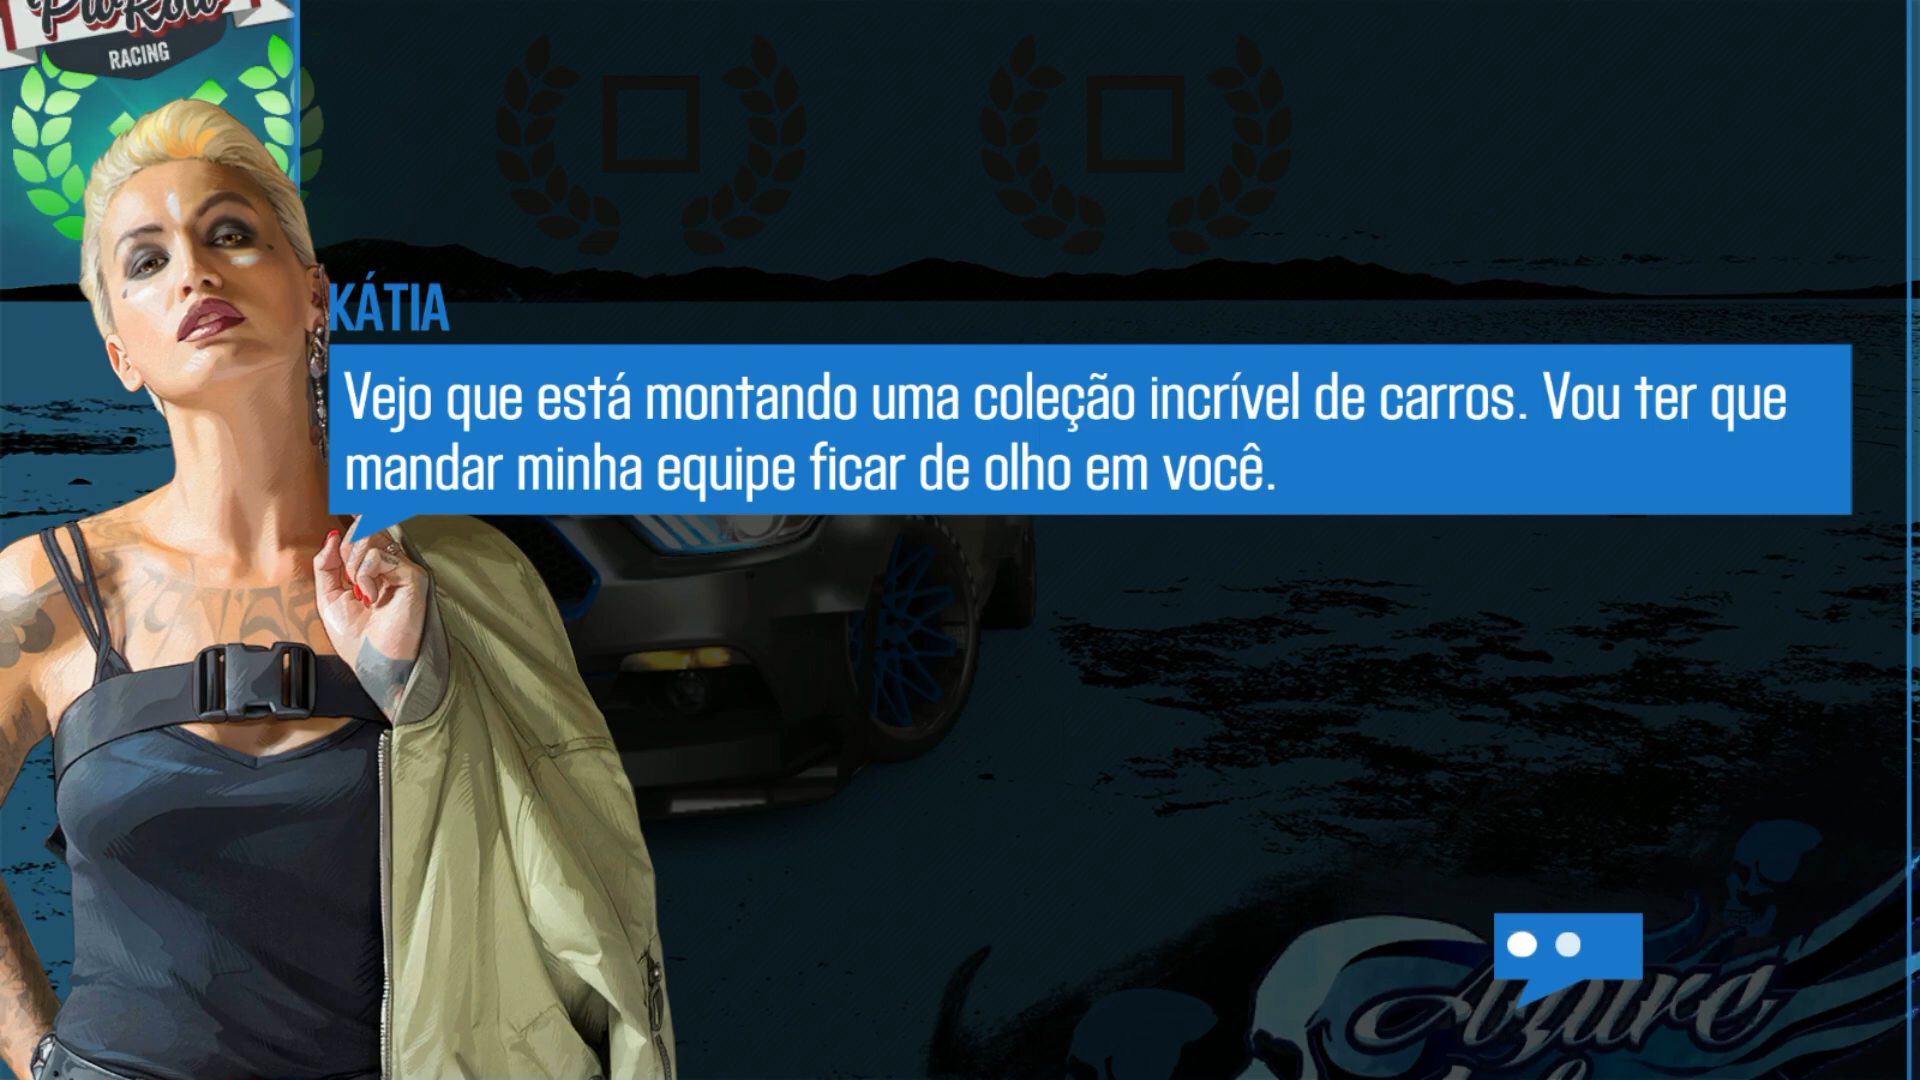 RACING
KÁTIA
Vejo que está montando uma coleção incrível de carros. Vou ter que
mandar minha equipe ficar de olho em você.
Azure